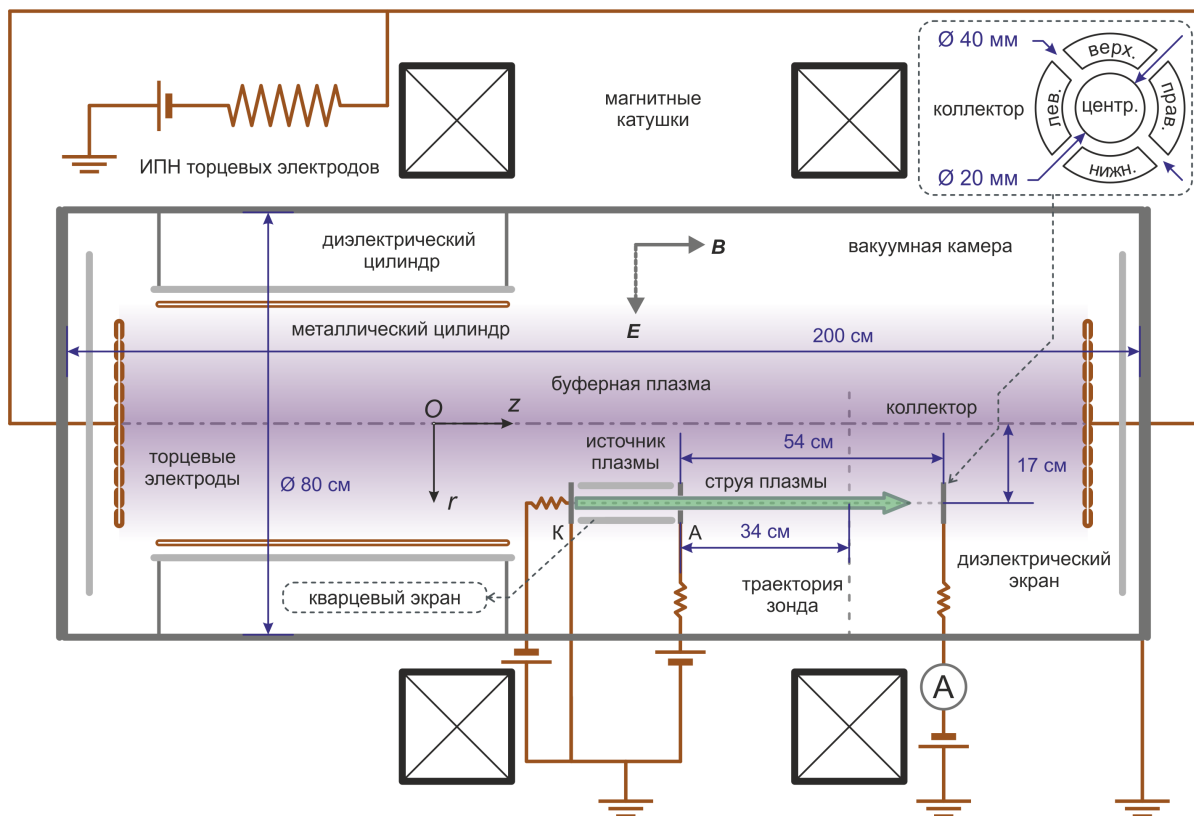 Ø 40 мм
верх.
лев.
центр.
прав.
нижн.
коллектор
Ø 20 мм
магнитные
катушки
ИПН торцевых электродов
диэлектрический
цилиндр
B
E
вакуумная камера
металлический цилиндр
200 см
буферная плазма
O
z
r
коллектор
источник
плазмы
54 см
17 см
торцевые
электроды
Ø 80 см
струя плазмы
К
А
34 см
диэлектрический
экран
кварцевый экран
траектория
зонда
А